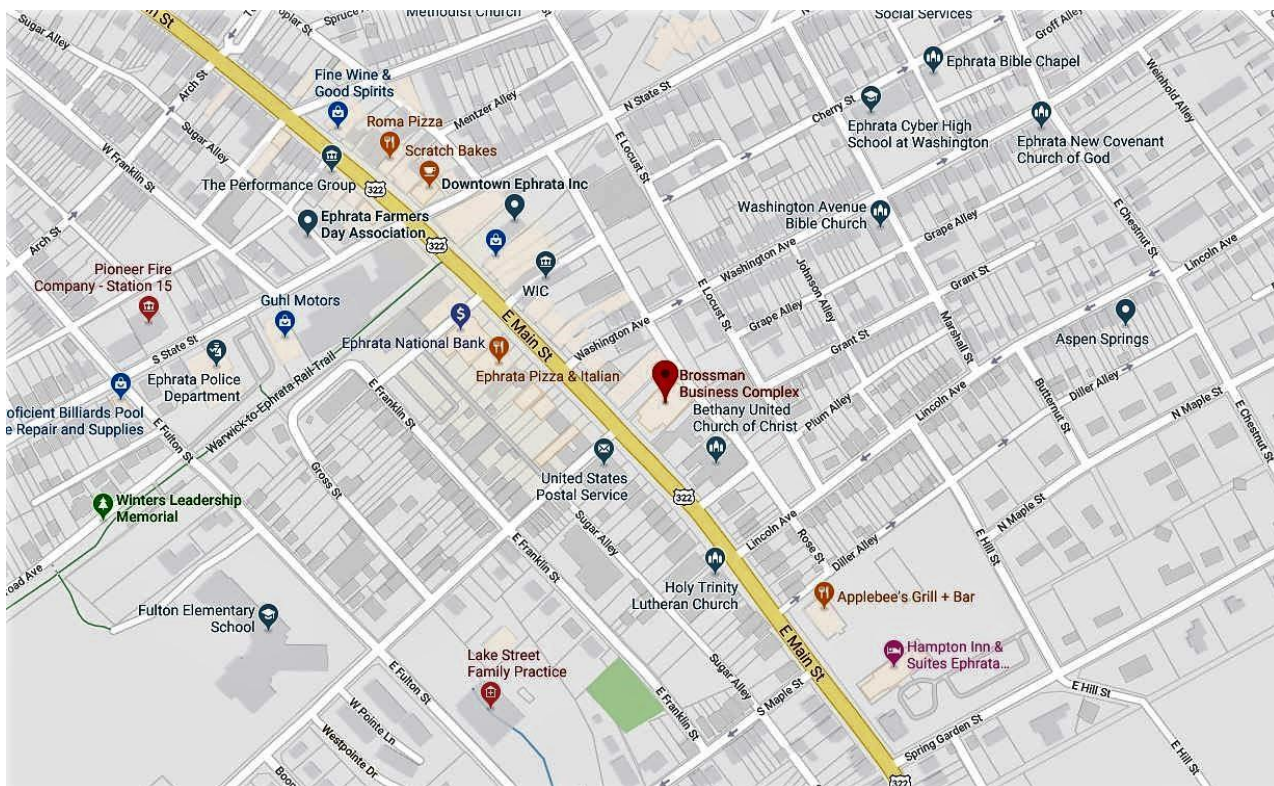 Sugar Alley
in St
Spruce
Methodist Church
Social Services
Groff Alley
Ephrata Bible Chapel
Weinhold Alley
Arch St
Fine Wine &
Good Spirits
Mentzer Alley
N State St
Cherry St
Roma Pizza
Scratch Bakes
E Locust St
Ephrata Cyber High
School at Washington
Ephrata New Covenant
Church of God
Sugar Alley
W Franklin St
The Performance Group
322
Downtown Ephrata Inc
Washington Avenue
Bible Church
Grape Alley
E Chestnut St
Lincoln Ave
Arch St
Ephrata Farmers
Day Association
322
Washington Ave
Johnson Alley
Grant St
Pioneer Fire
Company - Station 15
Guhl Motors
WIC
E Locust St
Grape Alley
Marshall St
Aspen Springs
S State St
Ephrata National Bank
$
E Main St
Washington Ave
Grant St
Ephrata Police
Department
Warwick-to-Ephrata Rail-Trail
Ephrata Pizza & Italian
Brossman
Business Complex
Bethany United
Church of Christ
Plum Alley
Lincoln Ave
Butternut St
Diller Alley
N Maple St
E Chestnut St
oficient Billiards Pool
e Repair and Supplies
E Fulton St
E Franklin St
Gross St
United States
Postal Service
322
Winters Leadership
Memorial
Sugar Alley
Lincoln Ave
Rose St
Diller Alley
E Hill St
N Maple St
E Franklin St
road Ave
Fulton Elementary
School
Holy Trinity
Lutheran Church
Applebee's Grill + Bar
E Main St
Hampton Inn &
Suites Ephrata...
Lake Street
Family Practice
E Fulton St
Sugar Alley
S Maple St
E Hill St
E Franklin St
W Pointe Ln
Westpointe Dr
Boon
Spring Garden St
E Hill St
322